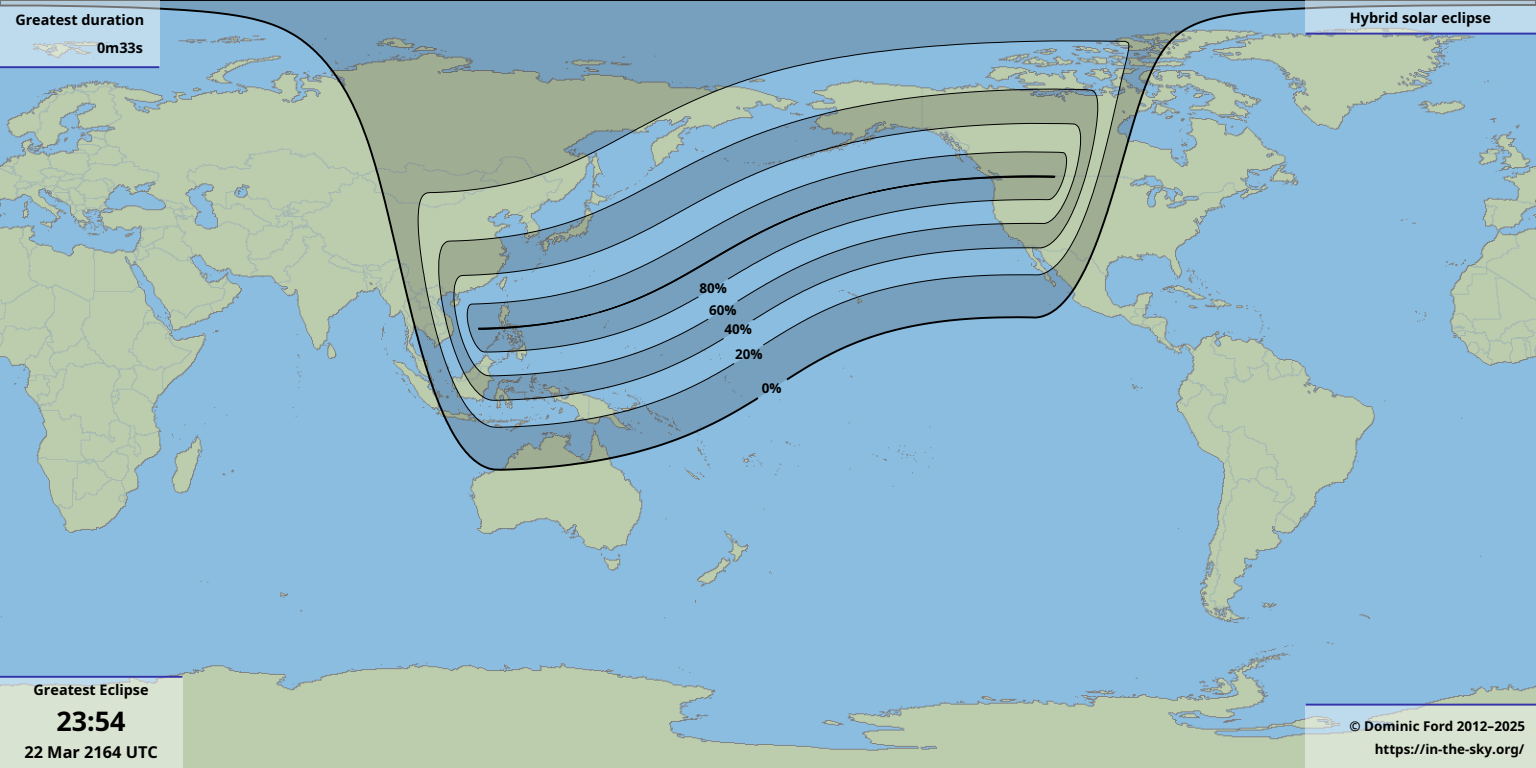 Greatest duration
0m33s
Hybrid solar eclipse
80%
60%
40%
20%
0%
Greatest Eclipse
23:54
22 Mar 2164 UTC
© Dominic Ford 2012–2025
https://in-the-sky.org/